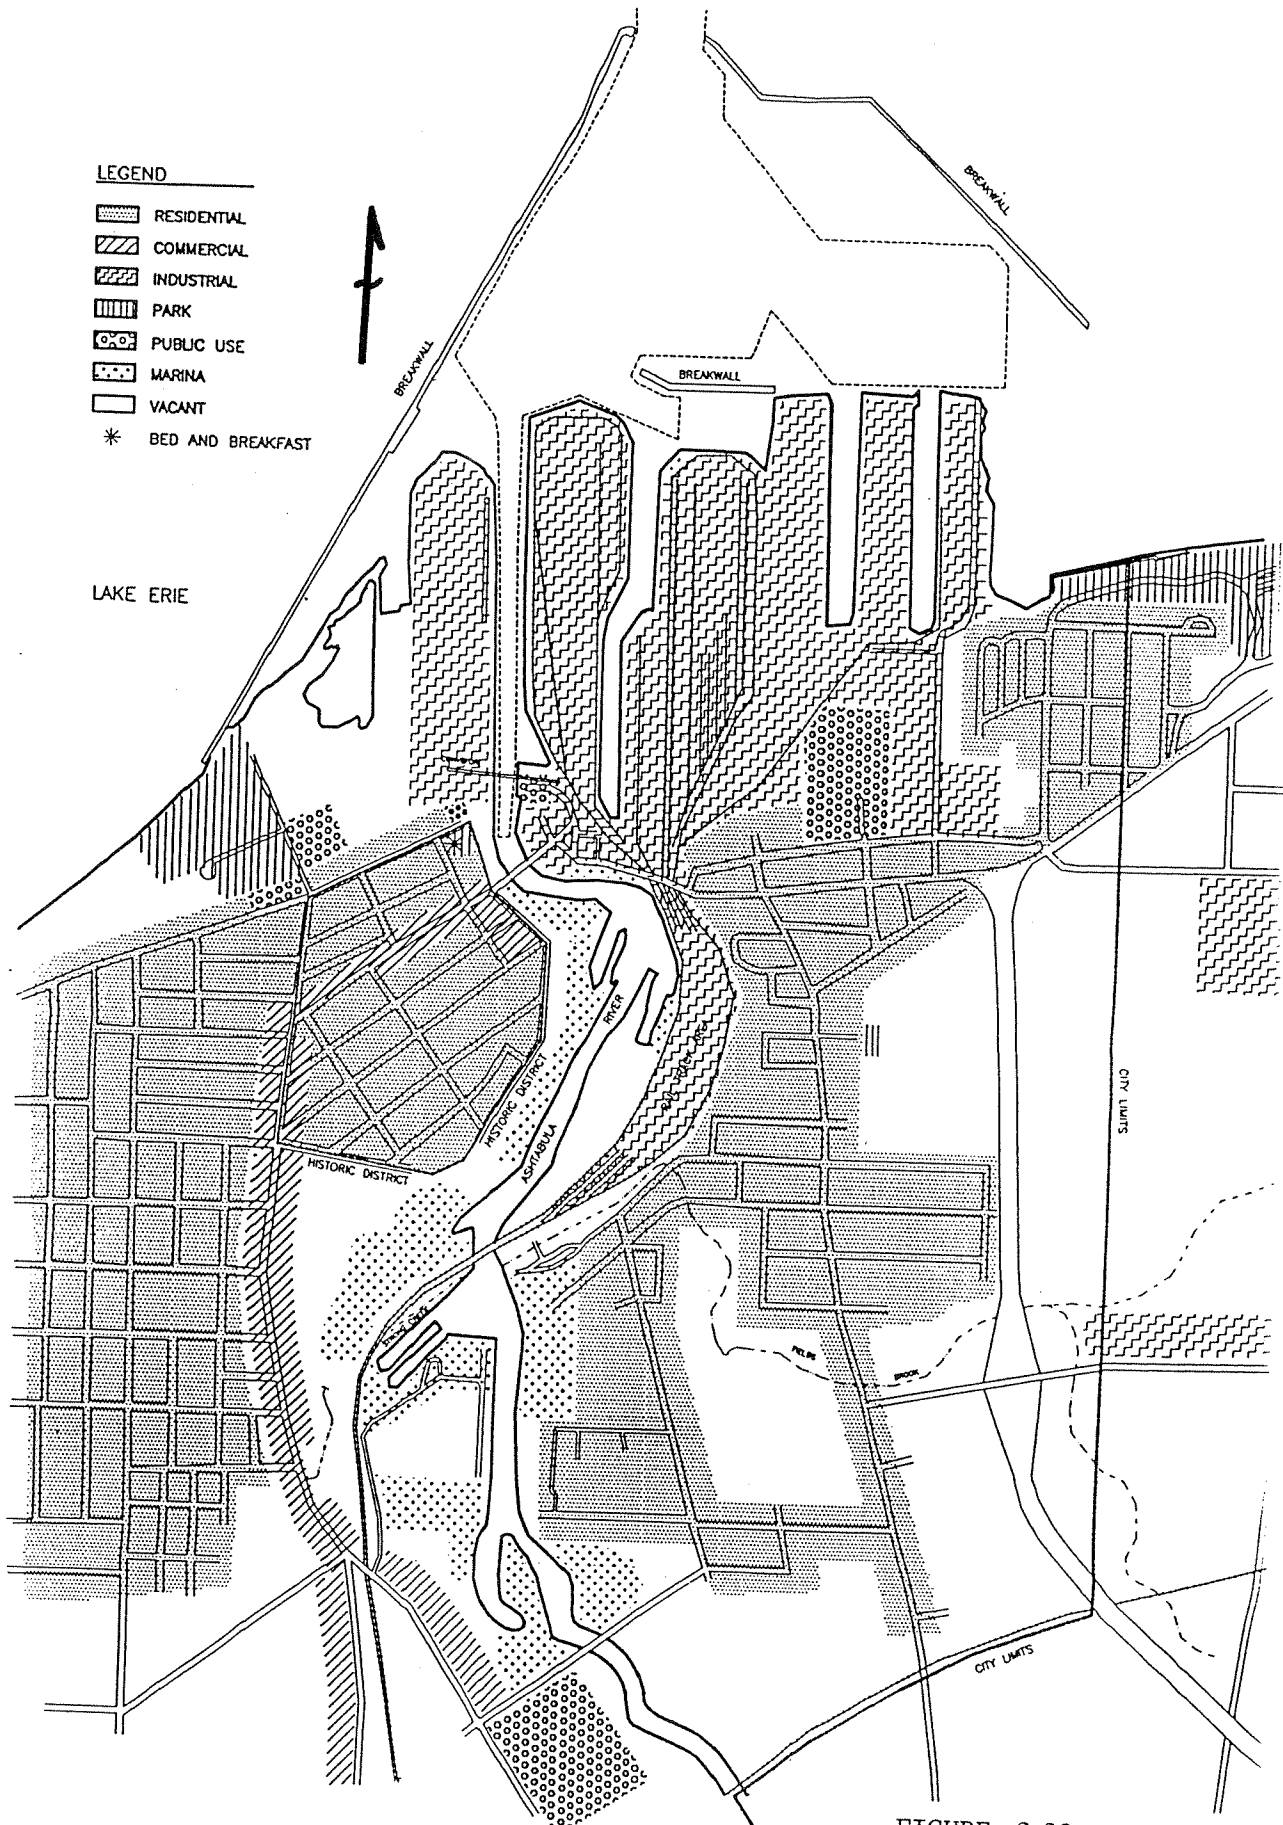 LEGEND
RESIDENTIAL
COMMERCIAL
INDUSTRIAL
PARK
PUBLIC USE
MARINA
VACANT
BED AND BREAKFAST
BREAKWALL
BREAKWALL
BREAKWALL
LAKE ERIE
RIVER
HISTORIC DISTRICT
ASHTABULA
HISTORIC DISTRICT
CITY LIMITS
FIELDS
BROOK
CITY LIMITS
FIGURE